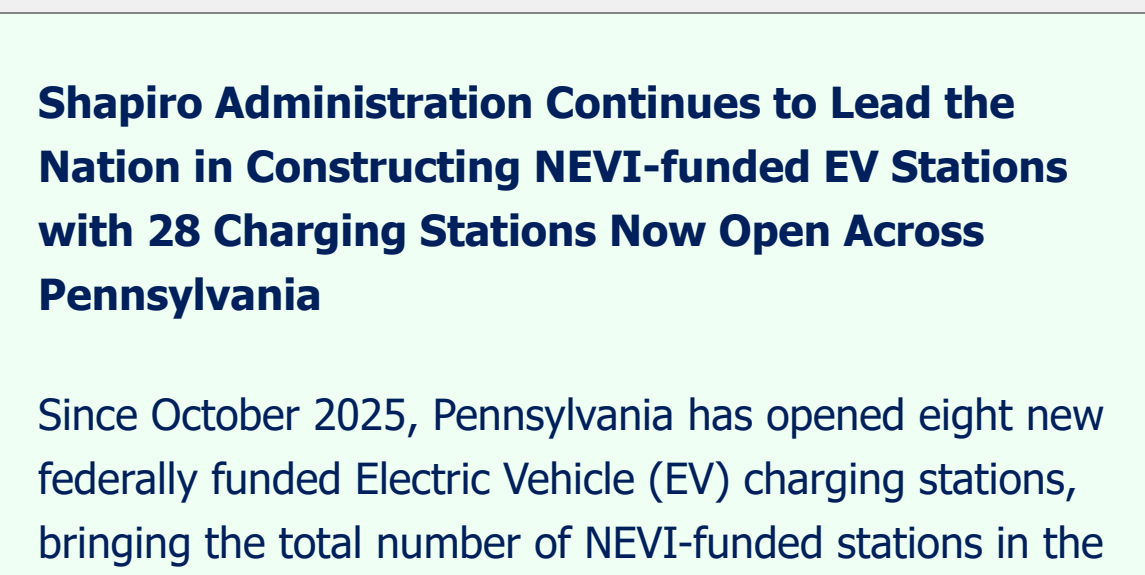 Shapiro Administration Continues to Lead the
Nation in Constructing NEVI-funded EV Stations
with 28 Charging Stations Now Open Across
Pennsylvania
Since October 2025, Pennsylvania has opened eight new
federally funded Electric Vehicle (EV) charging stations,
bringing the total number of NEVI-funded stations in the